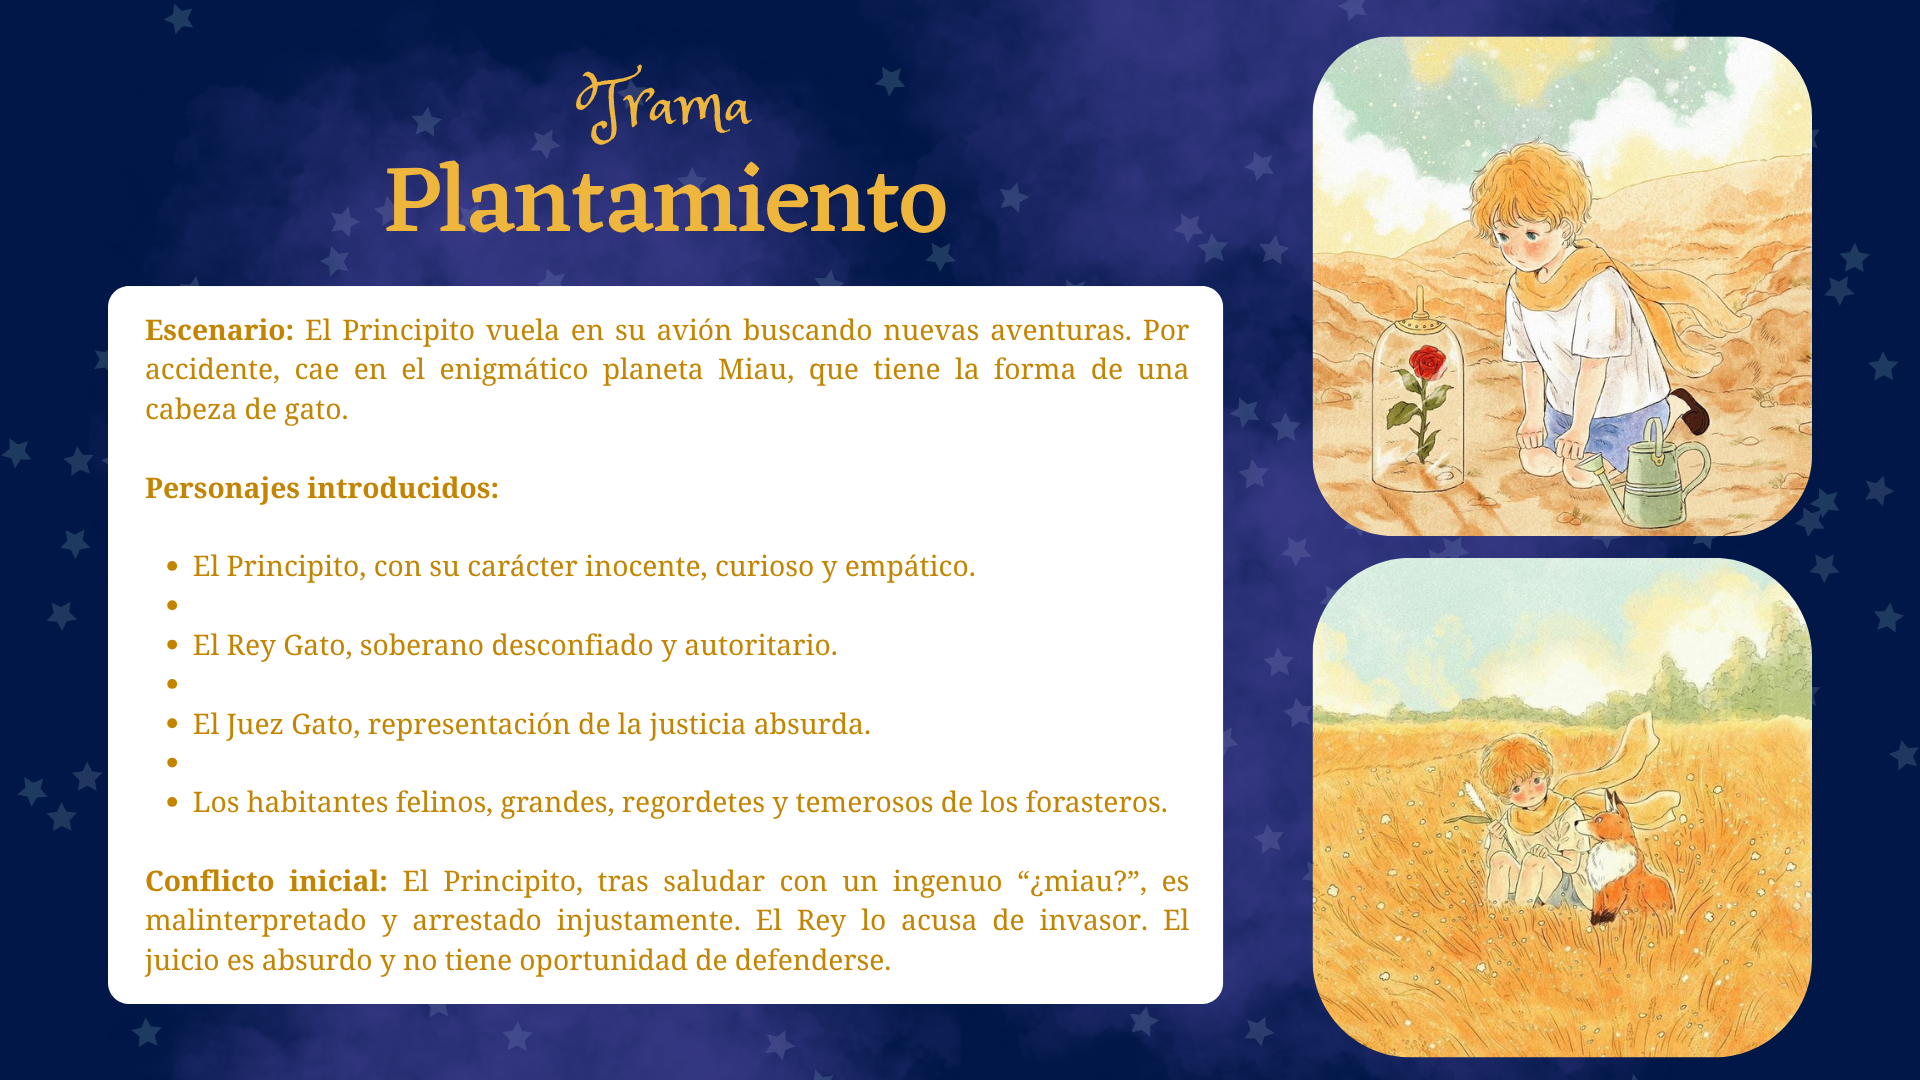 Trama
Plantamiento
Escenario: El Principito vuela en su avión buscando nuevas aventuras. Por
accidente, cae en el enigmático planeta Miau, que tiene la forma de una
cabeza de gato.
Personajes introducidos:
• El Principito, con su carácter inocente, curioso y empático.
•
• El Rey Gato, soberano desconfiado y autoritario.
•
• El Juez Gato, representación de la justicia absurda.
•
• Los habitantes felinos, grandes, regordetes y temerosos de los forasteros.
Conflicto inicial: El Principito, tras saludar con un ingenuo “¿miau?”, es
malinterpretado y arrestado injustamente. El Rey lo acusa de invasor. El
juicio es absurdo y no tiene oportunidad de defenderse.